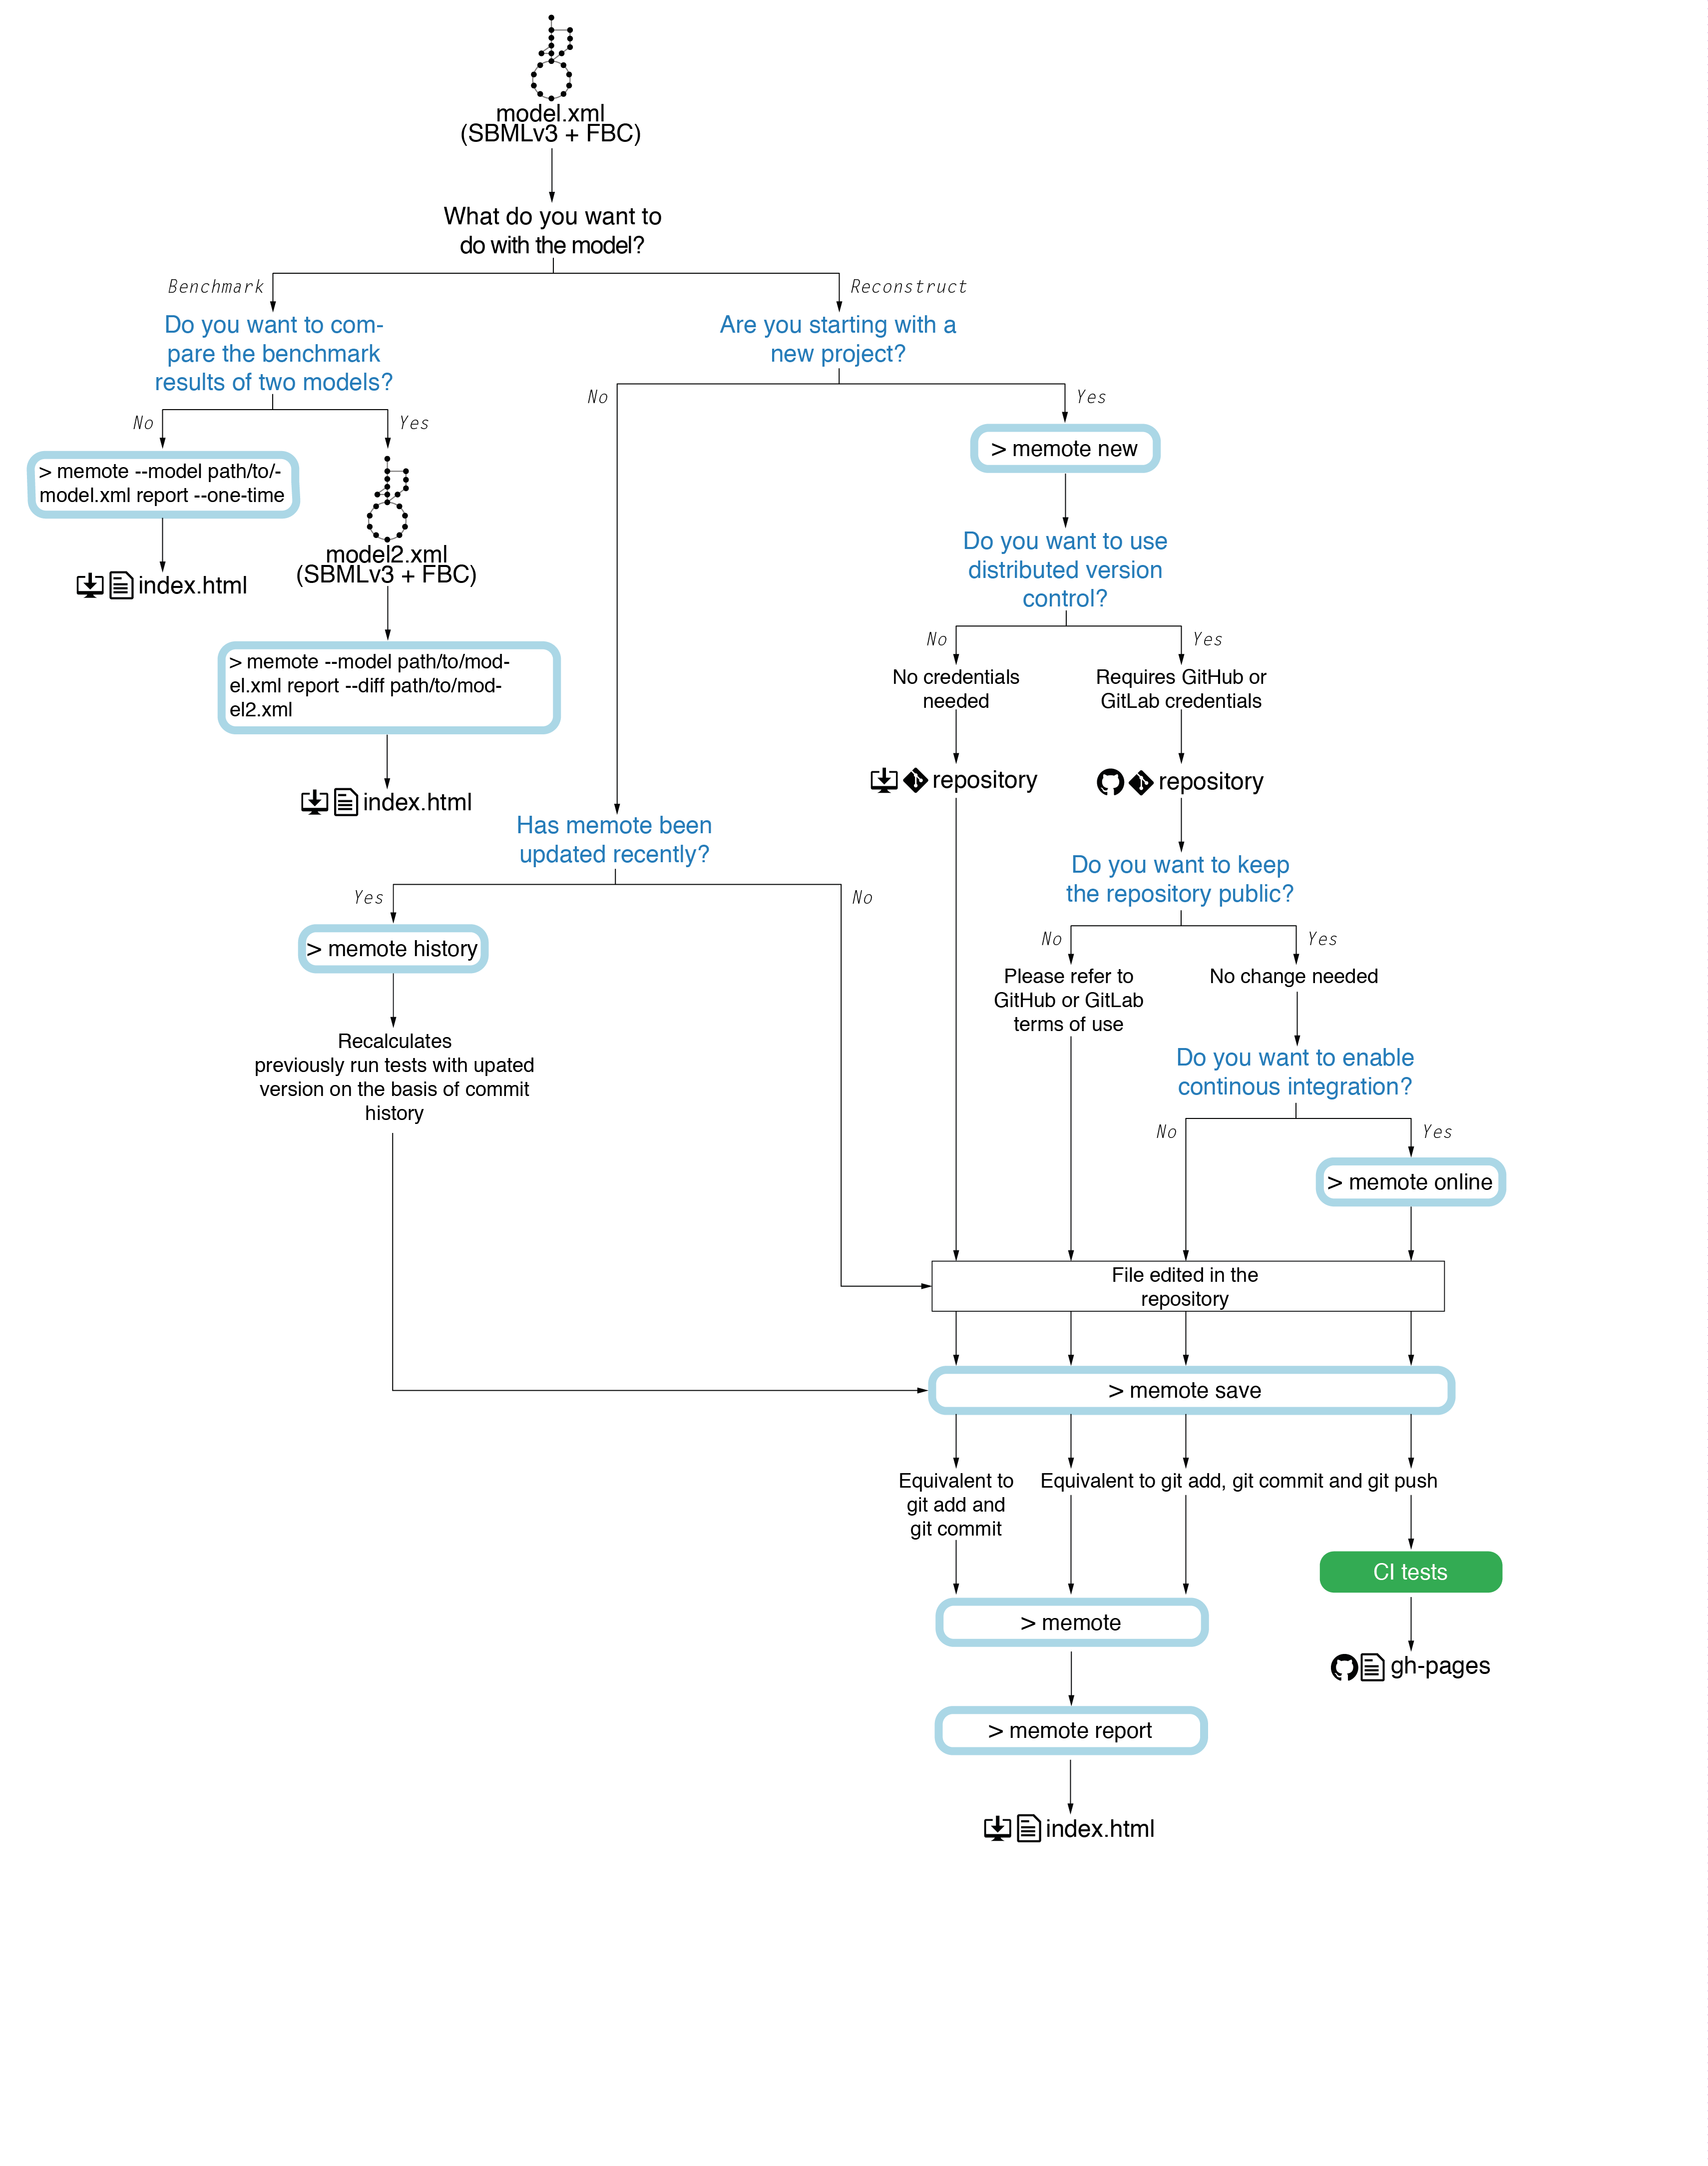 model.xml
(SBMLv3 + FBC)
What do you want to
do with the model?
Benchmark
Reconstruct
Do you want to com-
pare the benchmark
results of two models?
Are you starting with a
new project?
No
Yes
No
Yes
> memote --model path/to/-
model.xml report --one-time
index.html
model2.xml
(SBMLv3 + FBC)
> memote --model path/to/mod-
el.xml report --diff path/to/mod-
el2.xml
index.html
> memote new
Do you want to use
distributed version
control?
No
Yes
No credentials
needed
Requires GitHub or
GitLab credentials
repository
repository
Has memote been
updated recently?
Yes
No
> memote history
Recalculates
previously run tests with upated
version on the basis of commit
history
Do you want to keep
the repository public?
No
Yes
Please refer to
GitHub or GitLab
terms of use
No change needed
Do you want to enable
continous integration?
No
Yes
> memote online
File edited in the
repository
> memote save
Equivalent to
git add and
git commit
Equivalent to git add, git commit and git push
CI tests
gh-pages
> memote
> memote report
index.html